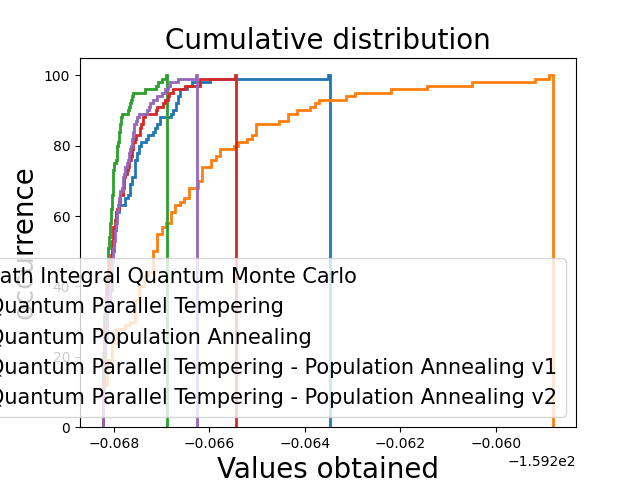 Cumulative distribution
100
80
60
40
20
0
occurrence
ath Integral Quantum Monte Carlo
Quantum Parallel Tempering
Quantum Population Annealing
Quantum Parallel Tempering - Population Annealing v1
Quantum Parallel Tempering - Population Annealing v2
−0.068 −0.066 −0.064 −0.062 −0.060
−1.592e2
Values obtained